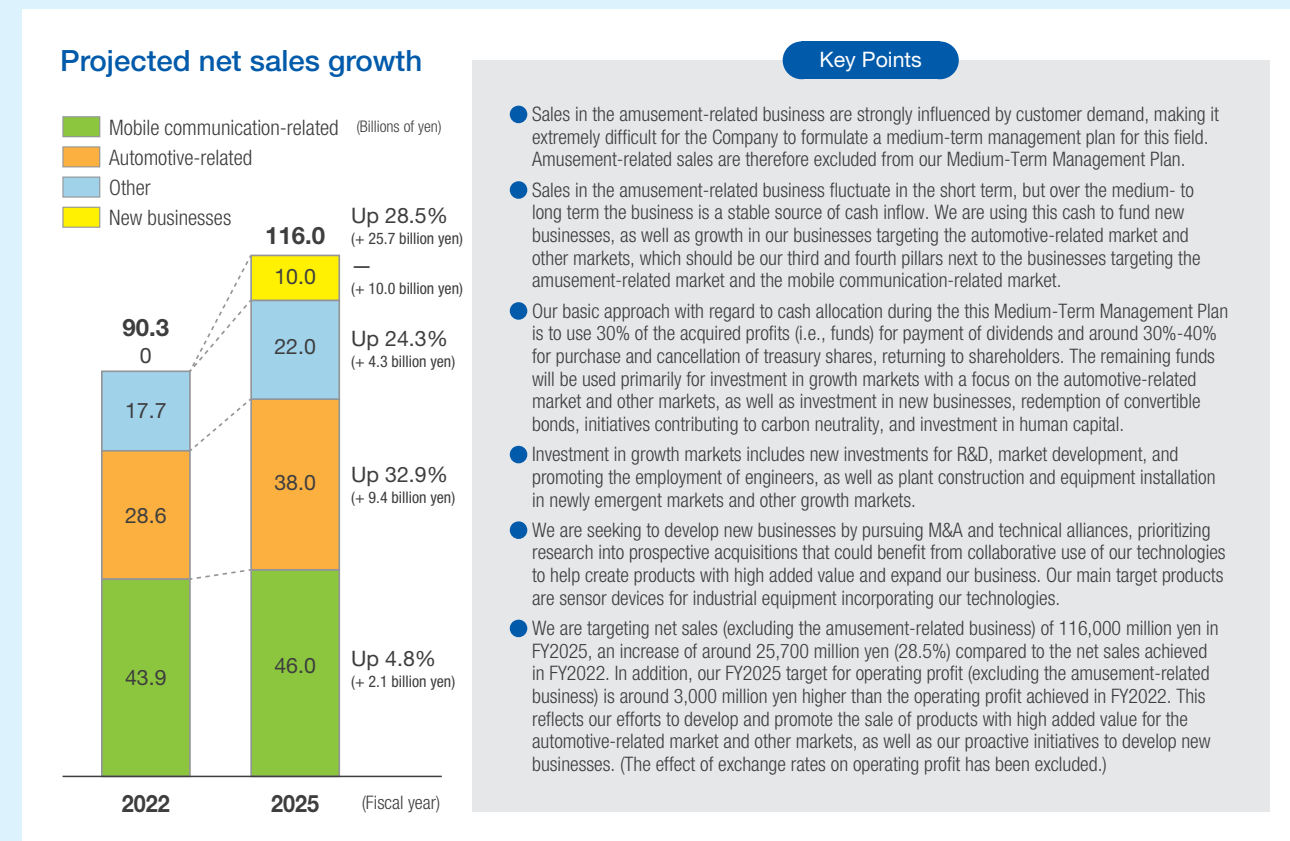 Projected net sales growth
Mobile communication-related
(Billions of yen)
Automotive-related
Other
New businesses
90.3
0
17.7
28.6
43.9
116.0
10.0
22.0
38.0
46.0
Up 28.5%
(+ 25.7 billion yen)
—
(+ 10.0 billion yen)
Up 24.3%
(+ 4.3 billion yen)
Up 32.9%
(+ 9.4 billion yen)
Up 4.8%
(+ 2.1 billion yen)
2022
2025
(Fiscal year)
Key Points
Sales in the amusement-related business are strongly influenced by customer demand, making it
extremely difficult for the Company to formulate a medium-term management plan for this field.
Amusement-related sales are therefore excluded from our Medium-Term Management Plan.
Sales in the amusement-related business fluctuate in the short term, but over the medium- to
long term the business is a stable source of cash inflow. We are using this cash to fund new
businesses, as well as growth in our businesses targeting the automotive-related market and
other markets, which should be our third and fourth pillars next to the businesses targeting the
amusement-related market and the mobile communication-related market.
Our basic approach with regard to cash allocation during the this Medium-Term Management Plan
is to use 30% of the acquired profits (i.e., funds) for payment of dividends and around 30%-40%
for purchase and cancellation of treasury shares, returning to shareholders. The remaining funds
will be used primarily for investment in growth markets with a focus on the automotive-related
market and other markets, as well as investment in new businesses, redemption of convertible
bonds, initiatives contributing to carbon neutrality, and investment in human capital.
Investment in growth markets includes new investments for R&D, market development, and
promoting the employment of engineers, as well as plant construction and equipment installation
in newly emergent markets and other growth markets.
We are seeking to develop new businesses by pursuing M&A and technical alliances, prioritizing
research into prospective acquisitions that could benefit from collaborative use of our technologies
to help create products with high added value and expand our business. Our main target products
are sensor devices for industrial equipment incorporating our technologies.
We are targeting net sales (excluding the amusement-related business) of 116,000 million yen in
FY2025, an increase of around 25,700 million yen (28.5%) compared to the net sales achieved
in FY2022. In addition, our FY2025 target for operating profit (excluding the amusement-related
business) is around 3,000 million yen higher than the operating profit achieved in FY2022. This
reflects our efforts to develop and promote the sale of products with high added value for the
automotive-related market and other markets, as well as our proactive initiatives to develop new
businesses. (The effect of exchange rates on operating profit has been excluded.)